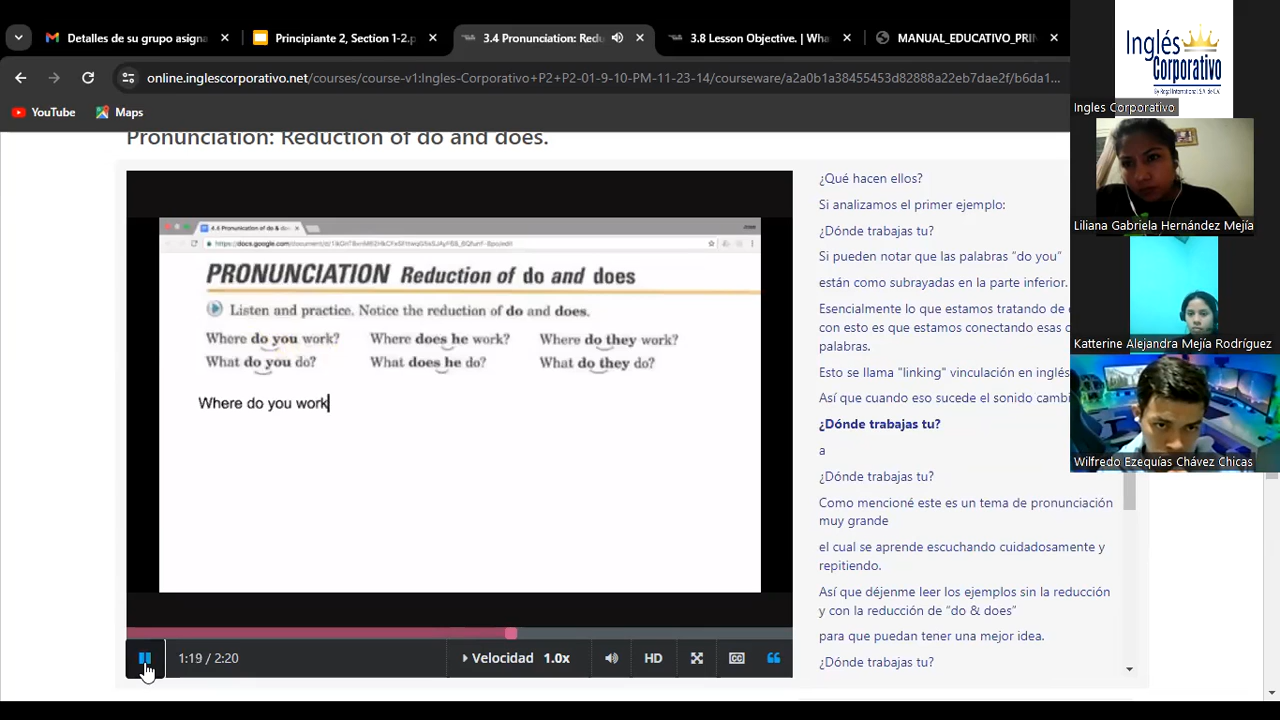 Detalles de su grupo asigna
Principiante 2, Section 1-2.p
3.4 Pronunciation: Redu
3.8 Lesson Objective. | Wha
MANUAL_EDUCATIVO_PRI
online.inglescorporativo.net/courses/course-v1:Ingles-Corporativo+P2+P2-01-9-10-PM-11-23-14/courseware/a2a0b1a38455453d82888a22eb7dae2f/b6da1...
YouTube
Maps
Pronunciation: Reduction of do and does.
4.6 Pronunciation of do & does
PRONUNCIATION Reduction of do and does
Listen and practice. Notice the reduction of do and does.
Where do you work? Where does he work? Where do they work?
What do you do? What does he do? What do they do?
Where do you work
1:19 / 2:20
Velocidad 1.0x
HD
¿Qué hacen ellos?
Si analizamos el primer ejemplo:
¿Dónde trabajas tu?
Si pueden notar que las palabras “do you”
están como subrayadas en la parte inferior.
Esencialmente lo que estamos tratando de
con esto es que estamos conectando esas
palabras.
Esto se llama "linking" vinculación en inglés
Así que cuando eso sucede el sonido cambi
¿Dónde trabajas tu?
a
¿Dónde trabajas tu?
Como mencioné este es un tema de pronunciación
muy grande
el cual se aprende escuchando cuidadosamente y
repitiendo.
Así que déjenme leer los ejemplos sin la reducción
y con la reducción de “do & does”
para que puedan tener una mejor idea.
¿Dónde trabajas tu?
Inglés
Corporativo
Ingles Corporativo
Liliana Gabriela Hernández Mejía
Katterine Alejandra Mejía Rodríguez
Wilfredo Ezequías Chávez Chicas